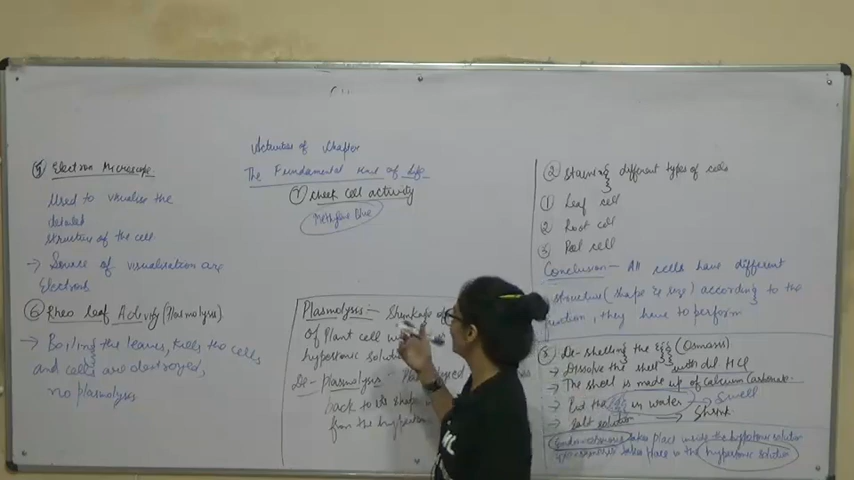 Activities of Chapter
The Fundamental Unit of life
① cheek cell activity
Methylene blue
⑤ Electron Microscope
Used to visualise the
detailed
structure of the cell
→ Source of visualisation are
Electrons
⑥ Rheo leaf Activity (Plasmolysis)
→ Boiling the leaves, kills the cells
and cells are destroyed,
no plasmolysis
Plasmolysis :- Shrinkage of
of Plant cell
hypertonic
De- plasmolysis
back to its shape
from the
② staining different types of cells
① Leaf cell
② Root cell
③ Peel cell
Conclusion - All cells have different
structure (shape & size) according to the
function, they have to perform
De-shelling the egg (Osmosis)
→ Dissolve the shell with dil HCl
→ The shell is made up of Calcium Carbonate.
→ Put the egg in water → Swell
→ Salt solution → Shrink
Endosmosis takes place inside the hypotonic solution
takes place in the hypertonic solution